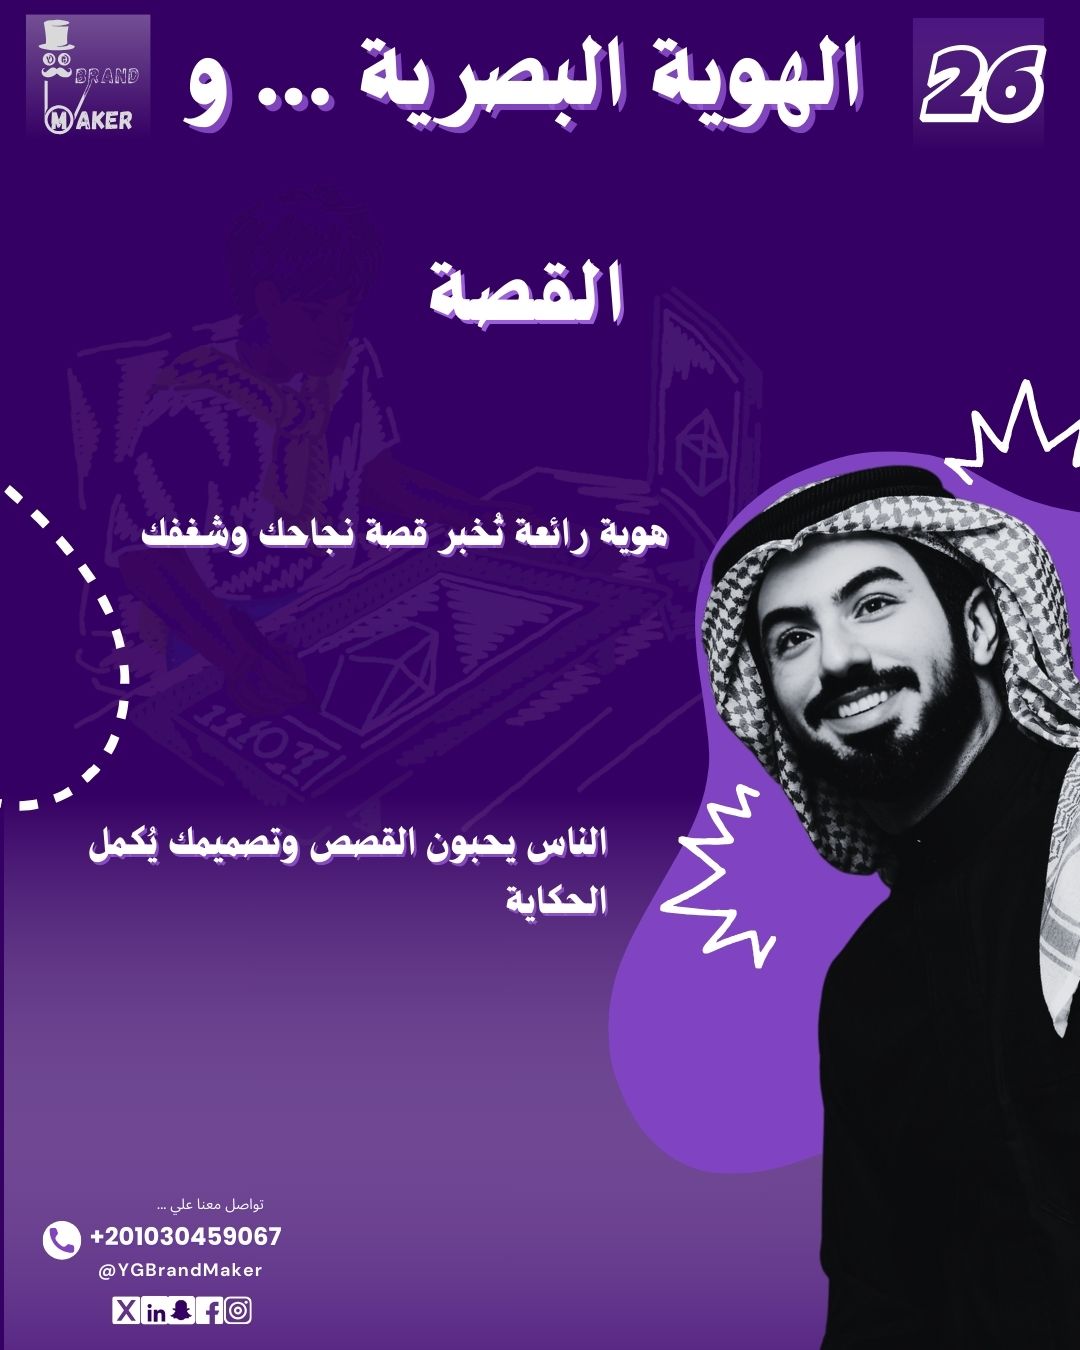 26
الهوية البصرية ... و
القصة
BRAND
MAKER
هوية رائعة تُخبر قصة نجاحك وشغفك
الناس يحبون القصص وتصميمك يُكمل
الحكاية
تواصل معنا علي ...
+201030459067
@YGBrandMaker